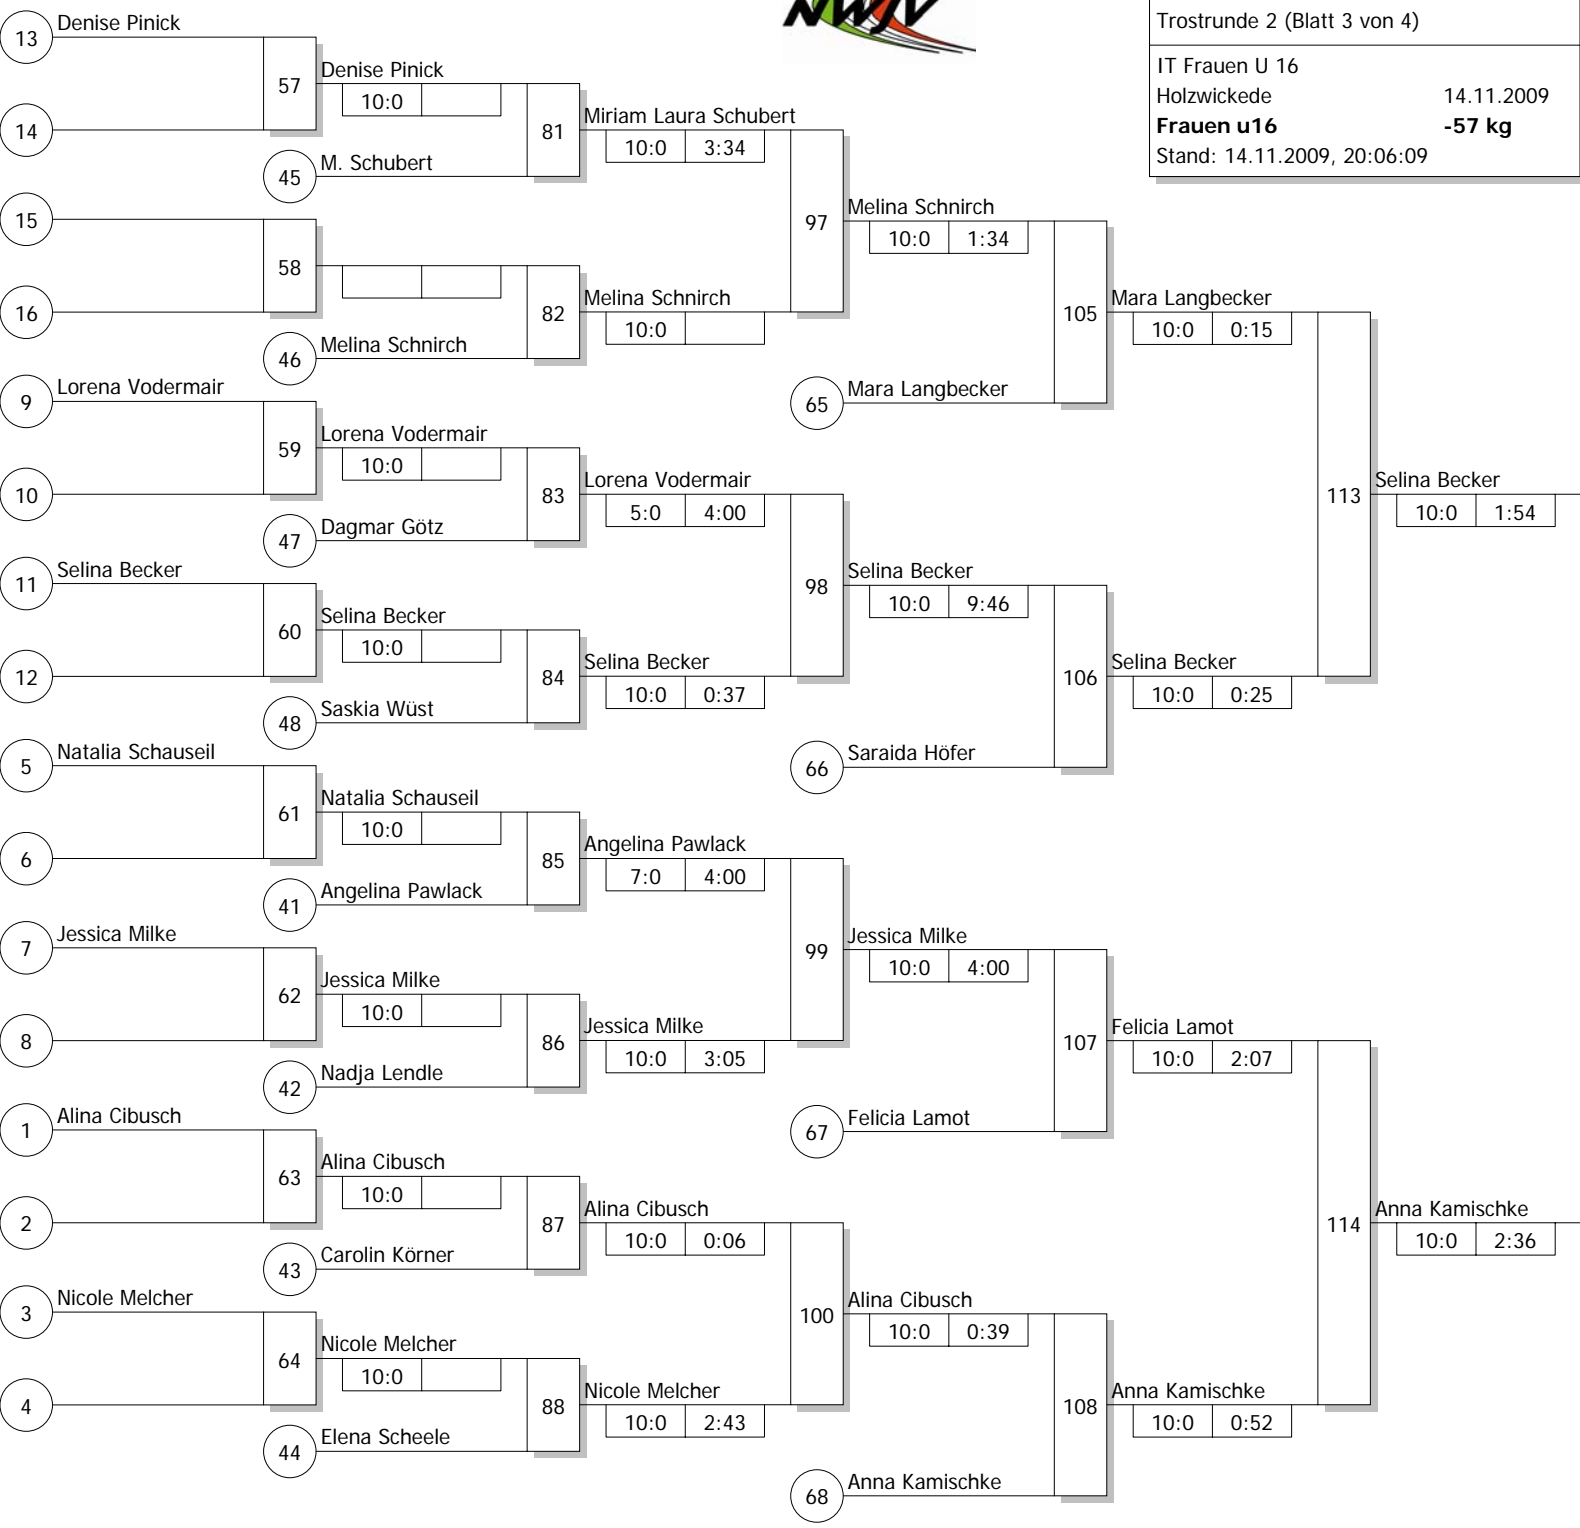 NWJV
Trostrunde 2 (Blatt 3 von 4)
IT Frauen U 16
Holzwickede 14.11.2009
Frauen u16 -57 kg
Stand: 14.11.2009, 20:06:09
13 Denise Pinick
14
57
Denise Pinick
10:0
45 M. Schubert
81
Miriam Laura Schubert
10:0 3:34
15
16
58
46 Melina Schnirch
82
Melina Schnirch
10:0
97
Melina Schnirch
10:0 1:34
65 Mara Langbecker
105
Mara Langbecker
10:0 0:15
9 Lorena Vodermair
10
59
Lorena Vodermair
10:0
47 Dagmar Götz
83
Lorena Vodermair
5:0 4:00
11 Selina Becker
12
60
Selina Becker
10:0
48 Saskia Wüst
84
Selina Becker
10:0 0:37
98
Selina Becker
10:0 9:46
66 Saraida Höfer
106
Selina Becker
10:0 0:25
113
Selina Becker
10:0 1:54
5 Natalia Schauseil
6
61
Natalia Schauseil
10:0
41 Angelina Pawlack
85
Angelina Pawlack
7:0 4:00
7 Jessica Milke
8
62
Jessica Milke
10:0
42 Nadja Lendle
86
Jessica Milke
10:0 3:05
99
Jessica Milke
10:0 4:00
67 Felicia Lamot
107
Felicia Lamot
10:0 2:07
1 Alina Cibusch
2
63
Alina Cibusch
10:0
43 Carolin Körner
87
Alina Cibusch
10:0 0:06
3 Nicole Melcher
4
64
Nicole Melcher
10:0
44 Elena Scheele
88
Nicole Melcher
10:0 2:43
100
Alina Cibusch
10:0 0:39
68 Anna Kamischke
108
Anna Kamischke
10:0 0:52
114
Anna Kamischke
10:0 2:36